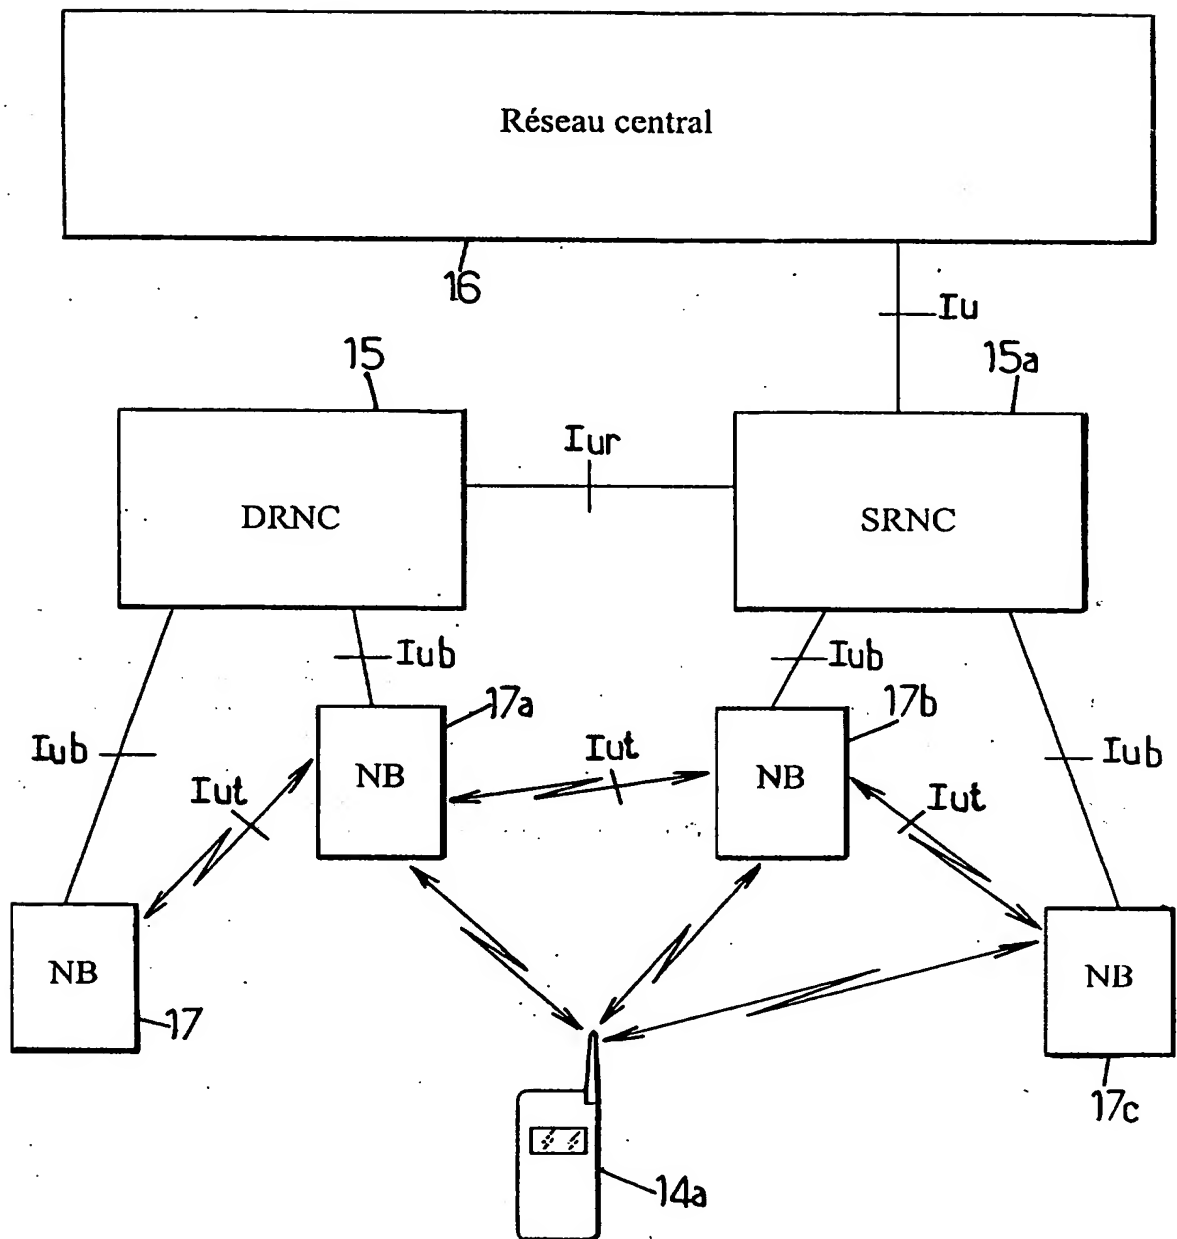 Réseau central
16
Iu
15
15a
Iur
DRNC
SRNC
Iub
Iub
17a
17b
Iub
Iut
Iub
NB
NB
Iut
Iut
NB
NB
17
17c
14a